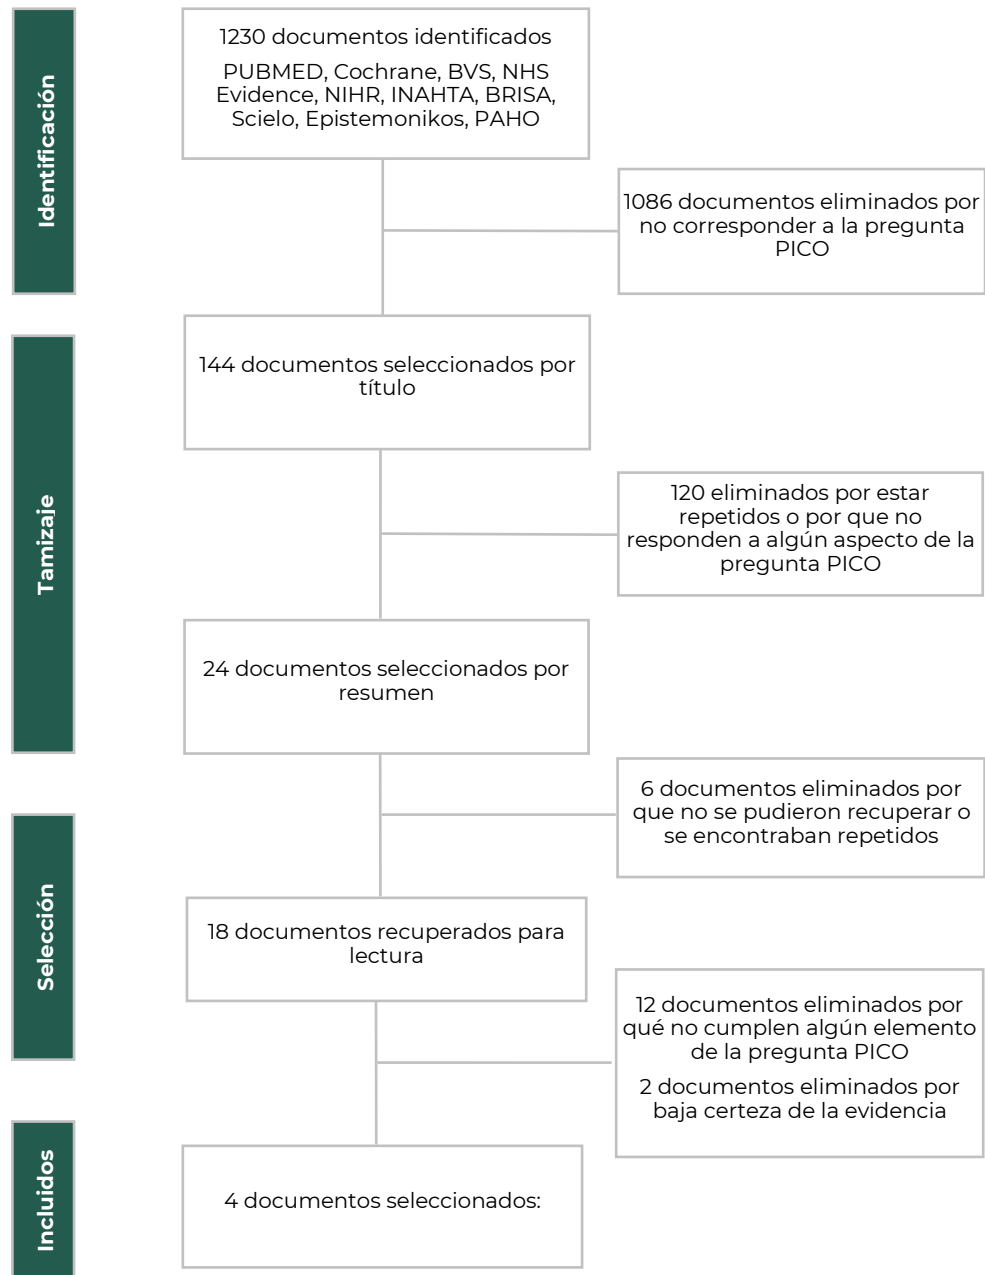 Identificación
1230 documentos identificados
PUBMED, Cochrane, BVS, NHS
Evidence, NIHR, INAHTA, BRISA,
Scielo, Epistemonikos, PAHO
1086 documentos eliminados por
no corresponder a la pregunta
PICO
Tamizaje
144 documentos seleccionados por
título
120 eliminados por estar
repetidos o por que no
responden a algún aspecto de la
pregunta PICO
24 documentos seleccionados por
resumen
6 documentos eliminados por
que no se pudieron recuperar o
se encontraban repetidos
Selección
18 documentos recuperados para
lectura
12 documentos eliminados por
qué no cumplen algún elemento
de la pregunta PICO
2 documentos eliminados por
baja certeza de la evidencia
Incluidos
4 documentos seleccionados: